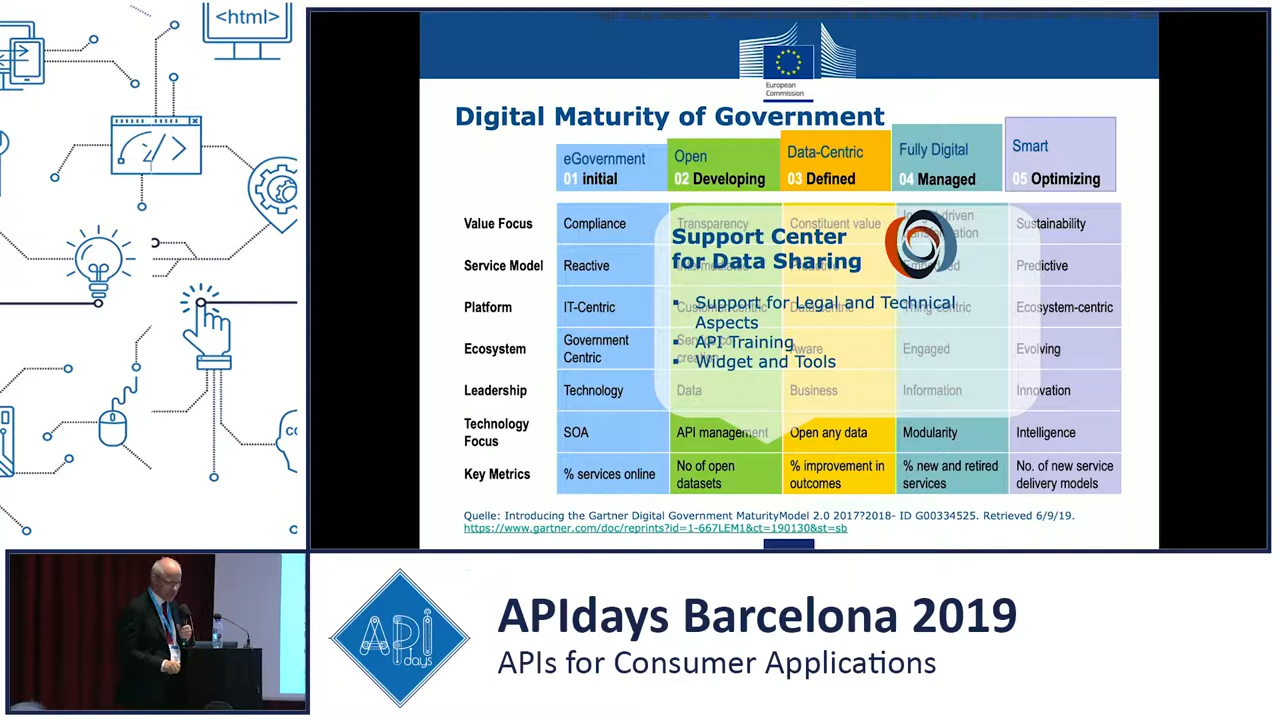 <html>
</>
European
Commission
Digital Maturity of Government
eGovernment
01 initial
Open
02 Developing
Data-Centric
03 Defined
Fully Digital
04 Managed
Smart
05 Optimizing
Value Focus Compliance Transparency Constituent value Sustainability
Service Model Reactive Predictive
Platform IT-Centric Ecosystem-centric
Ecosystem Government Centric Aware Engaged Evolving
Leadership Technology Data Business Information Innovation
Technology Focus SOA API management Open any data Modularity Intelligence
Key Metrics % services online No of open datasets % improvement in outcomes % new and retired services No. of new service delivery models
Support Center
for Data Sharing
▪ Support for Legal and Technical
Aspects
▪ API Training
▪ Widget and Tools
Quelle: Introducing the Gartner Digital Government MaturityModel 2.0 2017?2018- ID G00334525. Retrieved 6/9/19.
https://www.gartner.com/doc/reprints?id=1-667LEM1&ct=190130&st=sb
API
days
APIdays Barcelona 2019
APIs for Consumer Applications